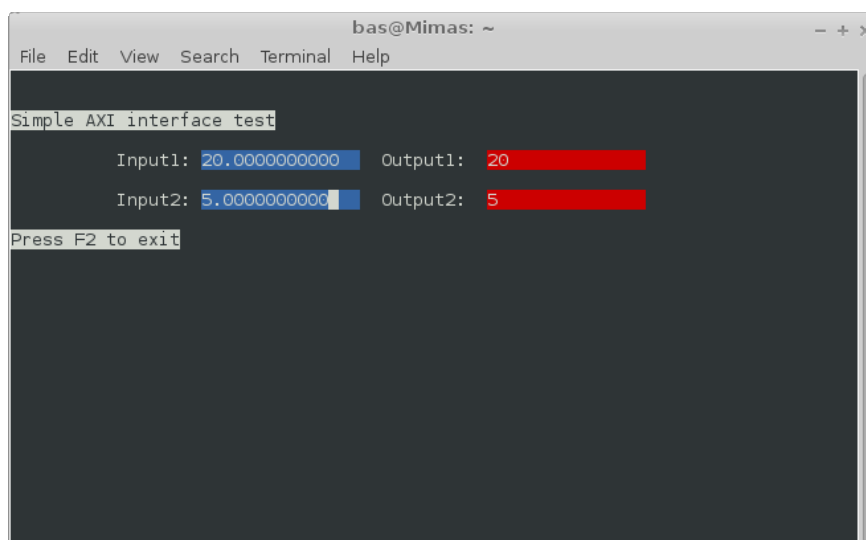 bas@Mimas: ~
File Edit View Search Terminal Help
Simple AXI interface test
Input1: 20.0000000000 Output1: 20
Input2: 5.0000000000 Output2: 5
Press F2 to exit